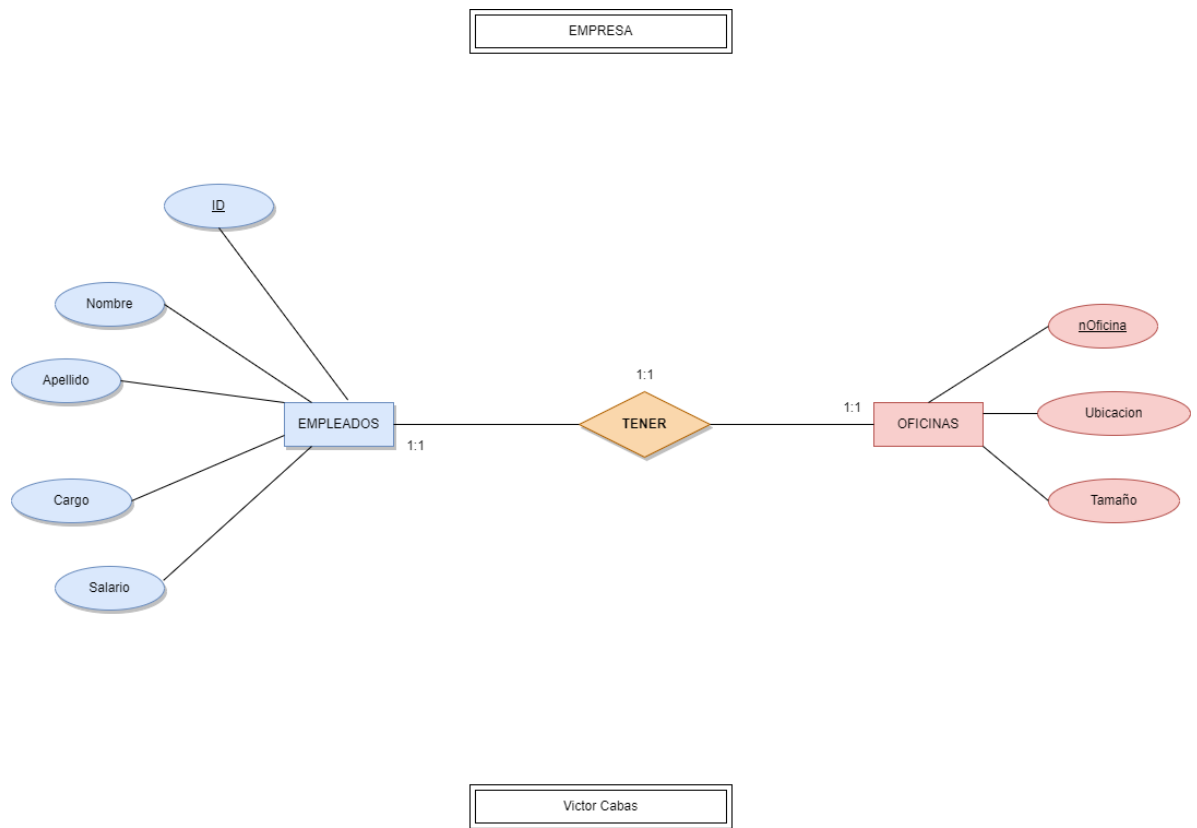 EMPRESA
ID
Nombre
Apellido
Cargo
Salario
EMPLEADOS
1:1
1:1
TENER
1:1
OFICINAS
nOficina
Ubicacion
Tamaño
Victor Cabas